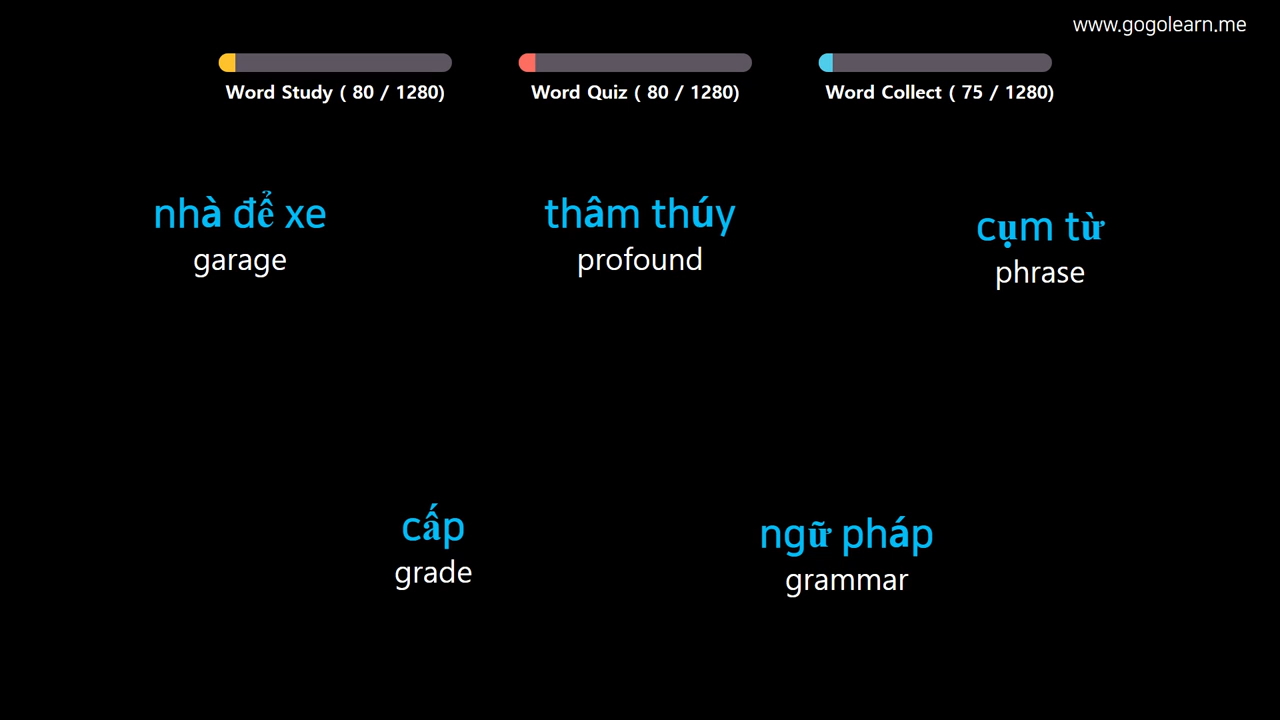 www.gogolearn.me
Word Study ( 80 / 1280)
Word Quiz ( 80 / 1280)
Word Collect ( 75 / 1280)
nhà để xe
garage
thâm thúy
profound
cụm từ
phrase
cấp
grade
ngữ pháp
grammar